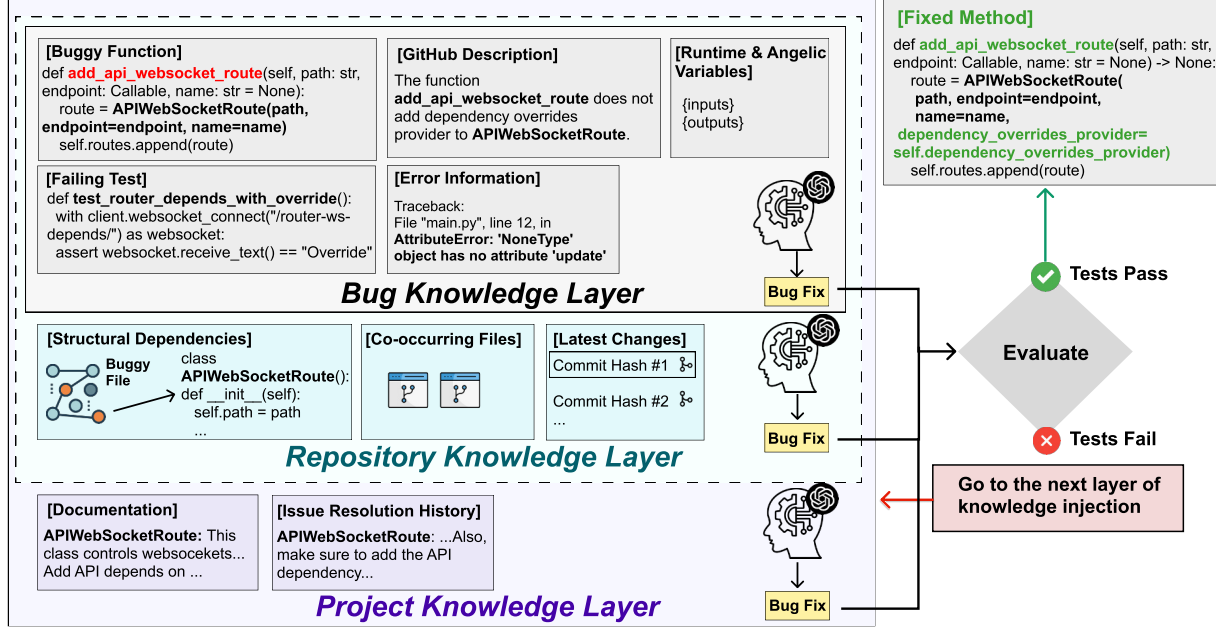 [Buggy Function]
def add_api_websocket_route(self, path: str,
endpoint: Callable, name: str = None):
route = APIWebSocketRoute(path,
endpoint=endpoint, name=name)
self.routes.append(route)
[GitHub Description]
The function
add_api_websocket_route does not
add dependency overrides
provider to APIWebSocketRoute.
[Runtime & Angelic
Variables]
{inputs}
{outputs}
[Failing Test]
def test_router_depends_with_override():
with client.websocket_connect("/router-ws-
depends/") as websocket:
assert websocket.receive_text() == "Override"
[Error Information]
Traceback:
File "main.py", line 12, in
AttributeError: 'NoneType'
object has no attribute 'update'
Bug Knowledge Layer
Bug Fix
[Structural Dependencies]
Buggy
File
class
APIWebSocketRoute():
def __init__(self):
self.path = path
...
[Co-occurring Files]
[Latest Changes]
Commit Hash #1
Commit Hash #2
...
Repository Knowledge Layer
Bug Fix
[Documentation]
APIWebSocketRoute: This
class controls websocekets...
Add API depends on ...
[Issue Resolution History]
APIWebSocketRoute: ...Also,
make sure to add the API
dependency...
Project Knowledge Layer
Bug Fix
[Fixed Method]
def add_api_websocket_route(self, path: str,
endpoint: Callable, name: str = None) -> None:
route = APIWebSocketRoute(
path, endpoint=endpoint,
name=name,
dependency_overrides_provider=
self.dependency_overrides_provider)
self.routes.append(route)
Tests Pass
Evaluate
Tests Fail
Go to the next layer of
knowledge injection